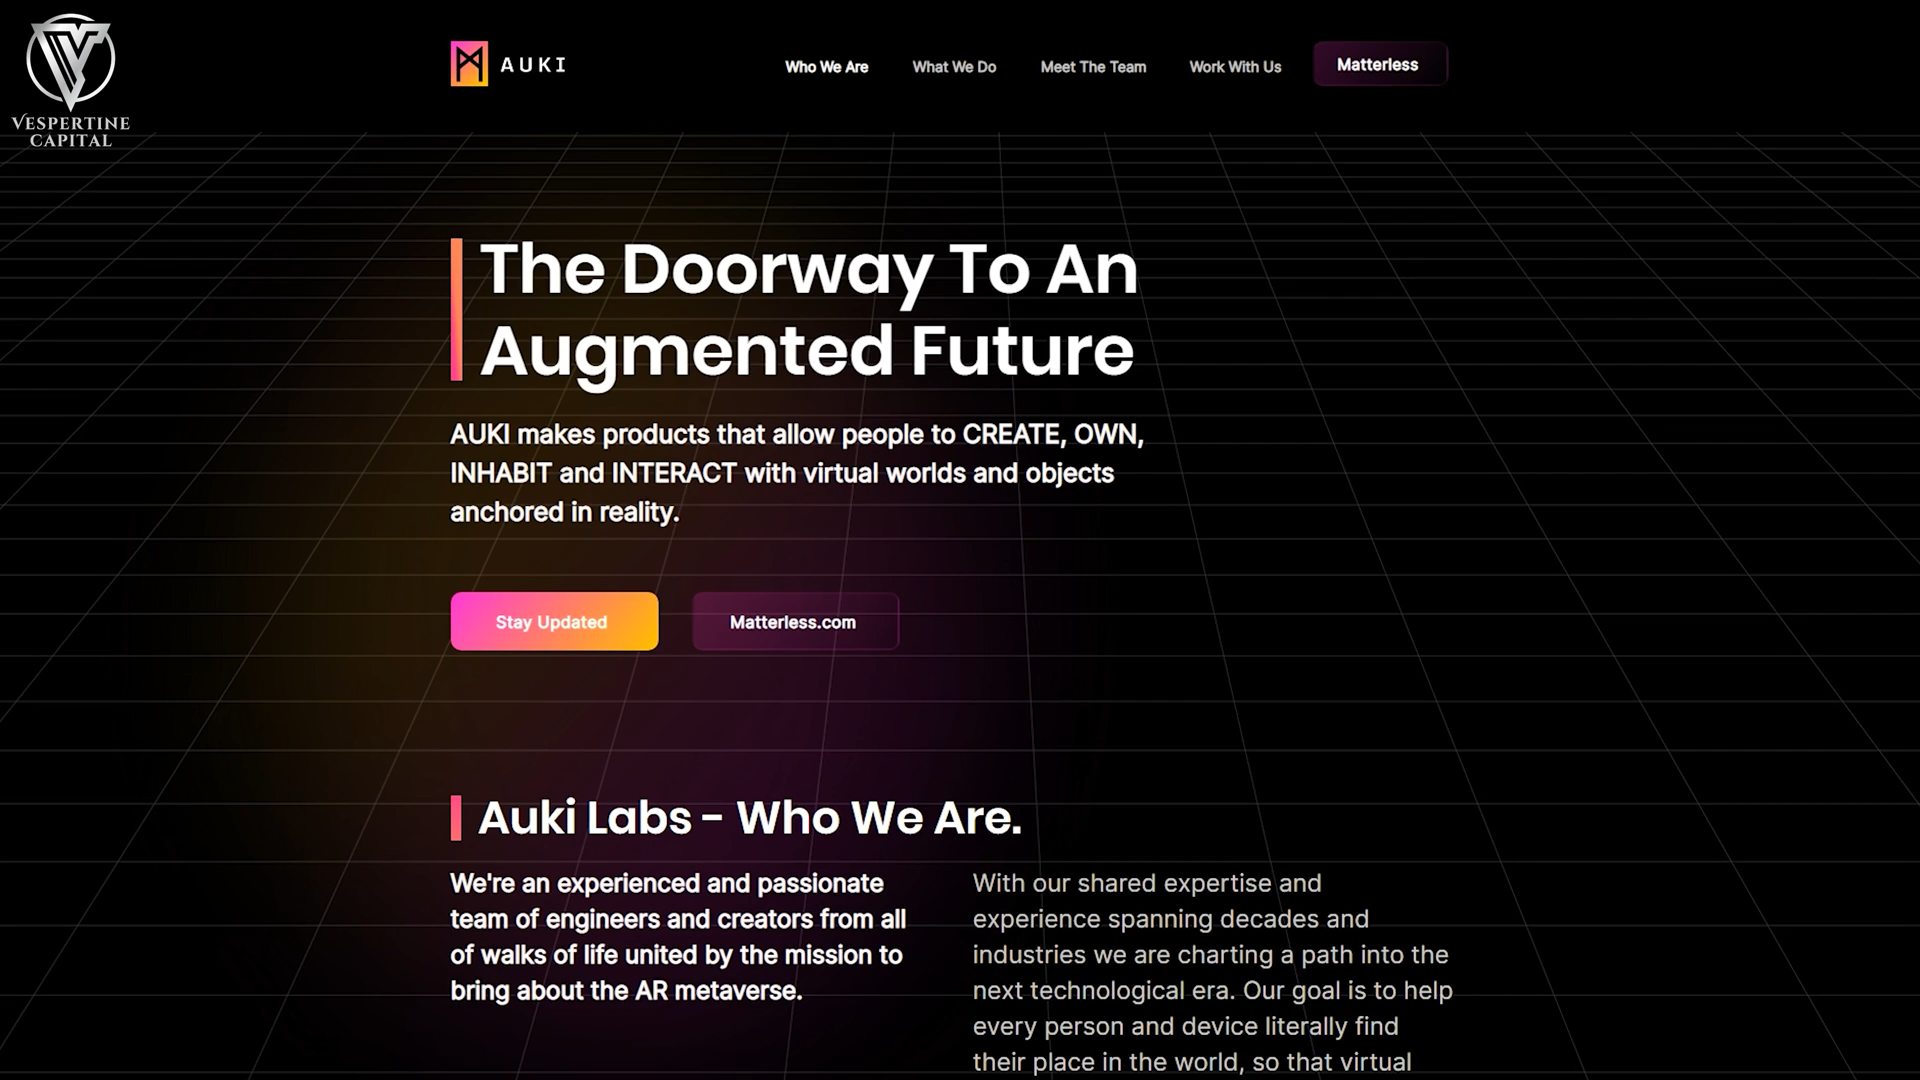 VESPERTINE
CAPITAL
AUKI
Who We Are
What We Do
Meet The Team
Work With Us
Matterless
The Doorway To An
Augmented Future
AUKI makes products that allow people to CREATE, OWN,
INHABIT and INTERACT with virtual worlds and objects
anchored in reality.
Stay Updated
Matterless.com
Auki Labs - Who We Are.
We're an experienced and passionate
team of engineers and creators from all
of walks of life united by the mission to
bring about the AR metaverse.
With our shared expertise and
experience spanning decades and
industries we are charting a path into the
next technological era. Our goal is to help
every person and device literally find
their place in the world, so that virtual